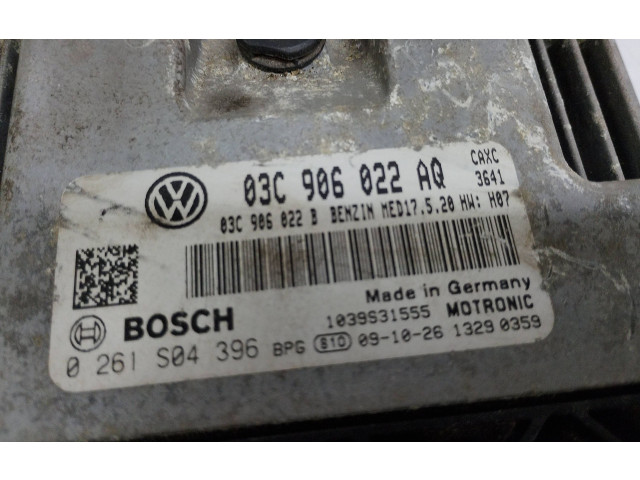 03C 906 022 AQ CAXC
3641
03C 906 022 B BENZIN MED17.5.20 HW: H07
Made in Germany
BOSCH 1039S31555 MOTRONIC
0 261 S04 396 BPG S10 09-10-26 1329 0359